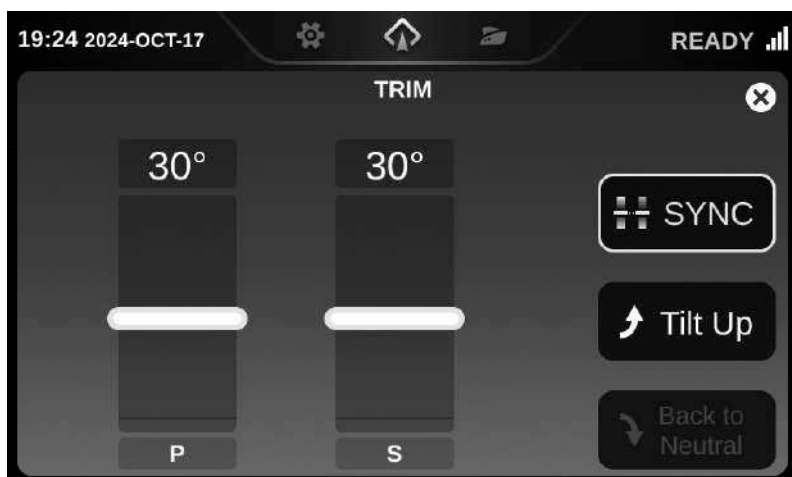 19:24 2024-OCT-17
READY
TRIM
30°
30°
SYNC
Tilt Up
Back to
Neutral
P
S